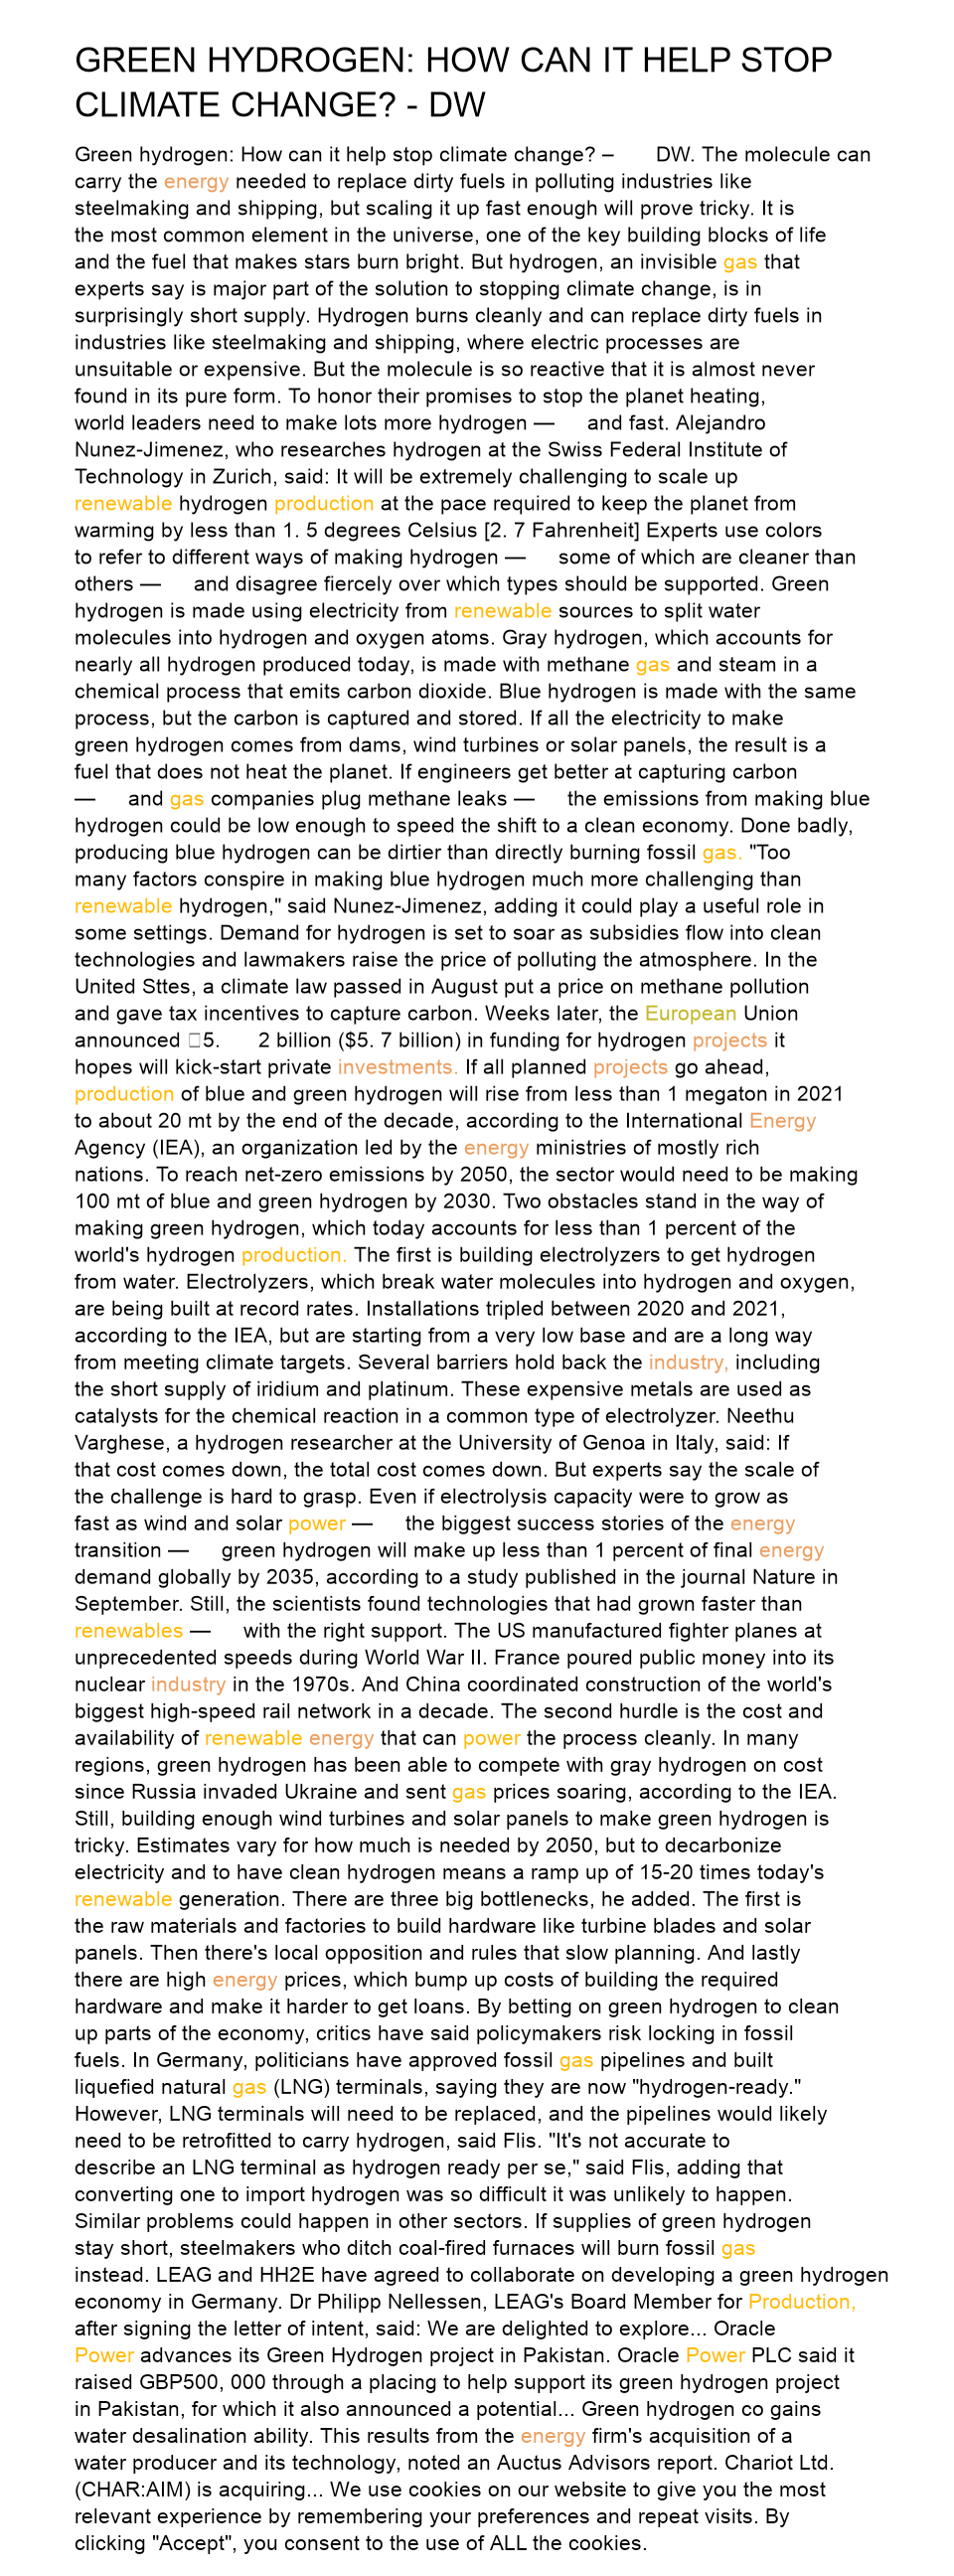 GREEN HYDROGEN: HOW CAN IT HELP STOP
CLIMATE CHANGE? - DW
Green hydrogen: How can it help stop climate change? – DW. The molecule can
carry the energy needed to replace dirty fuels in polluting industries like
steelmaking and shipping, but scaling it up fast enough will prove tricky. It is
the most common element in the universe, one of the key building blocks of life
and the fuel that makes stars burn bright. But hydrogen, an invisible gas that
experts say is major part of the solution to stopping climate change, is in
surprisingly short supply. Hydrogen burns cleanly and can replace dirty fuels in
industries like steelmaking and shipping, where electric processes are
unsuitable or expensive. But the molecule is so reactive that it is almost never
found in its pure form. To honor their promises to stop the planet heating,
world leaders need to make lots more hydrogen — and fast. Alejandro
Nunez-Jimenez, who researches hydrogen at the Swiss Federal Institute of
Technology in Zurich, said: It will be extremely challenging to scale up
renewable hydrogen production at the pace required to keep the planet from
warming by less than 1. 5 degrees Celsius [2. 7 Fahrenheit] Experts use colors
to refer to different ways of making hydrogen — some of which are cleaner than
others — and disagree fiercely over which types should be supported. Green
hydrogen is made using electricity from renewable sources to split water
molecules into hydrogen and oxygen atoms. Gray hydrogen, which accounts for
nearly all hydrogen produced today, is made with methane gas and steam in a
chemical process that emits carbon dioxide. Blue hydrogen is made with the same
process, but the carbon is captured and stored. If all the electricity to make
green hydrogen comes from dams, wind turbines or solar panels, the result is a
fuel that does not heat the planet. If engineers get better at capturing carbon
— and gas companies plug methane leaks — the emissions from making blue
hydrogen could be low enough to speed the shift to a clean economy. Done badly,
producing blue hydrogen can be dirtier than directly burning fossil gas. "Too
many factors conspire in making blue hydrogen much more challenging than
renewable hydrogen," said Nunez-Jimenez, adding it could play a useful role in
some settings. Demand for hydrogen is set to soar as subsidies flow into clean
technologies and lawmakers raise the price of polluting the atmosphere. In the
United Sttes, a climate law passed in August put a price on methane pollution
and gave tax incentives to capture carbon. Weeks later, the European Union
announced 5. 2 billion ($5. 7 billion) in funding for hydrogen projects it
hopes will kick-start private investments. If all planned projects go ahead,
production of blue and green hydrogen will rise from less than 1 megaton in 2021
to about 20 mt by the end of the decade, according to the International Energy
Agency (IEA), an organization led by the energy ministries of mostly rich
nations. To reach net-zero emissions by 2050, the sector would need to be making
100 mt of blue and green hydrogen by 2030. Two obstacles stand in the way of
making green hydrogen, which today accounts for less than 1 percent of the
world's hydrogen production. The first is building electrolyzers to get hydrogen
from water. Electrolyzers, which break water molecules into hydrogen and oxygen,
are being built at record rates. Installations tripled between 2020 and 2021,
according to the IEA, but are starting from a very low base and are a long way
from meeting climate targets. Several barriers hold back the industry, including
the short supply of iridium and platinum. These expensive metals are used as
catalysts for the chemical reaction in a common type of electrolyzer. Neethu
Varghese, a hydrogen researcher at the University of Genoa in Italy, said: If
that cost comes down, the total cost comes down. But experts say the scale of
the challenge is hard to grasp. Even if electrolysis capacity were to grow as
fast as wind and solar power — the biggest success stories of the energy
transition — green hydrogen will make up less than 1 percent of final energy
demand globally by 2035, according to a study published in the journal Nature in
September. Still, the scientists found technologies that had grown faster than
renewables — with the right support. The US manufactured fighter planes at
unprecedented speeds during World War II. France poured public money into its
nuclear industry in the 1970s. And China coordinated construction of the world's
biggest high-speed rail network in a decade. The second hurdle is the cost and
availability of renewable energy that can power the process cleanly. In many
regions, green hydrogen has been able to compete with gray hydrogen on cost
since Russia invaded Ukraine and sent gas prices soaring, according to the IEA.
Still, building enough wind turbines and solar panels to make green hydrogen is
tricky. Estimates vary for how much is needed by 2050, but to decarbonize
electricity and to have clean hydrogen means a ramp up of 15-20 times today's
renewable generation. There are three big bottlenecks, he added. The first is
the raw materials and factories to build hardware like turbine blades and solar
panels. Then there's local opposition and rules that slow planning. And lastly
there are high energy prices, which bump up costs of building the required
hardware and make it harder to get loans. By betting on green hydrogen to clean
up parts of the economy, critics have said policymakers risk locking in fossil
fuels. In Germany, politicians have approved fossil gas pipelines and built
liquefied natural gas (LNG) terminals, saying they are now "hydrogen-ready."
However, LNG terminals will need to be replaced, and the pipelines would likely
need to be retrofitted to carry hydrogen, said Flis. "It's not accurate to
describe an LNG terminal as hydrogen ready per se," said Flis, adding that
converting one to import hydrogen was so difficult it was unlikely to happen.
Similar problems could happen in other sectors. If supplies of green hydrogen
stay short, steelmakers who ditch coal-fired furnaces will burn fossil gas
instead. LEAG and HH2E have agreed to collaborate on developing a green hydrogen
economy in Germany. Dr Philipp Nellessen, LEAG's Board Member for Production,
after signing the letter of intent, said: We are delighted to explore... Oracle
Power advances its Green Hydrogen project in Pakistan. Oracle Power PLC said it
raised GBP500, 000 through a placing to help support its green hydrogen project
in Pakistan, for which it also announced a potential... Green hydrogen co gains
water desalination ability. This results from the energy firm's acquisition of a
water producer and its technology, noted an Auctus Advisors report. Chariot Ltd.
(CHAR:AIM) is acquiring... We use cookies on our website to give you the most
relevant experience by remembering your preferences and repeat visits. By
clicking "Accept", you consent to the use of ALL the cookies.